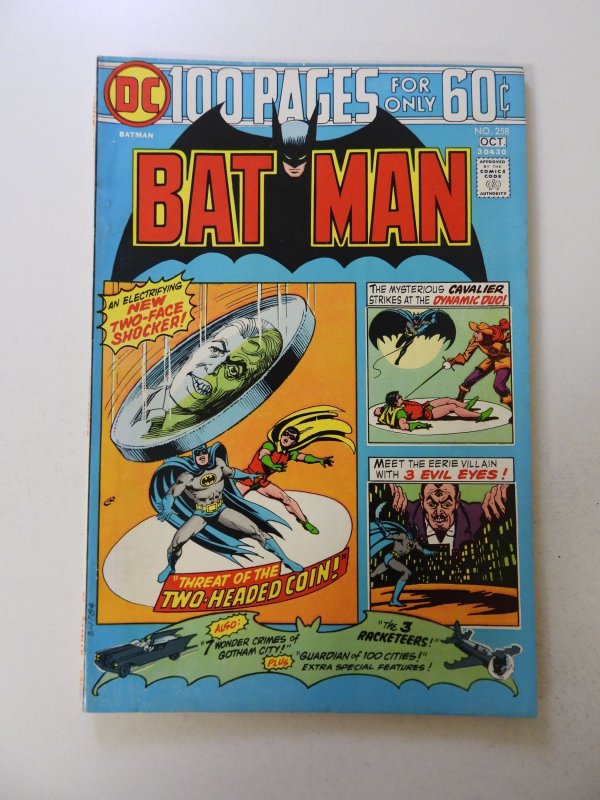 DC 100 PAGES FOR ONLY 60¢
BATMAN
NO. 258
OCT.
30430
APPROVED
BY THE
COMICS
CODE
AUTHORITY
BATMAN
AN ELECTRIFYING
NEW
TWO-FACE
SHOCKER!
THE MYSTERIOUS CAVALIER
STRIKES AT THE DYNAMIC DUO!
MEET THE EERIE VILLAIN
WITH 3 EVIL EYES!
"THREAT OF THE
TWO-HEADED COIN!"
ALSO:
"7 WONDER CRIMES OF
GOTHAM CITY!"
PLUS
"THE 3
RACKETEERS!"
"GUARDIAN OF 100 CITIES!"
EXTRA SPECIAL FEATURES!